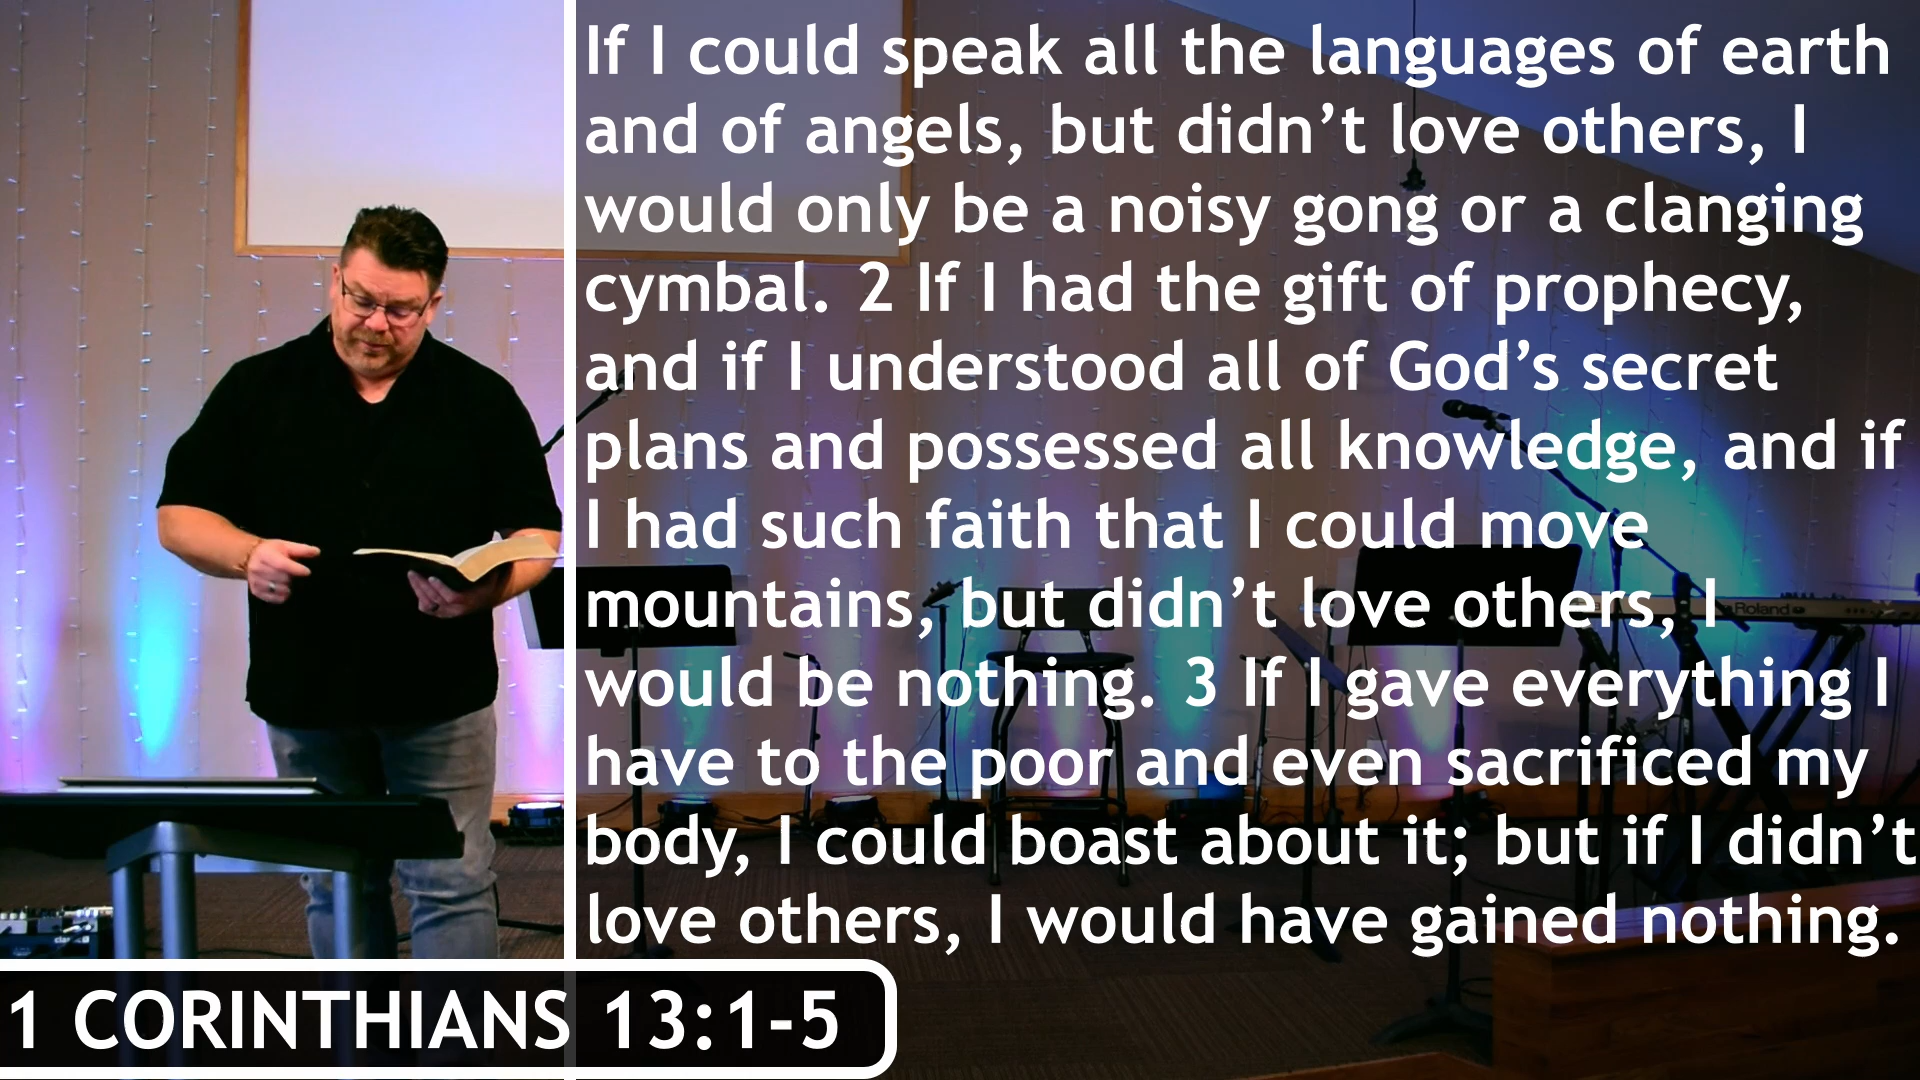 If I could speak all the languages of earth
and of angels, but didn’t love others, I
would only be a noisy gong or a clanging
cymbal. 2 If I had the gift of prophecy,
and if I understood all of God’s secret
plans and possessed all knowledge, and if
I had such faith that I could move
mountains, but didn’t love others, I
would be nothing. 3 If I gave everything I
have to the poor and even sacrificed my
body, I could boast about it; but if I didn’t
love others, I would have gained nothing.
Roland
1 CORINTHIANS 13:1-5